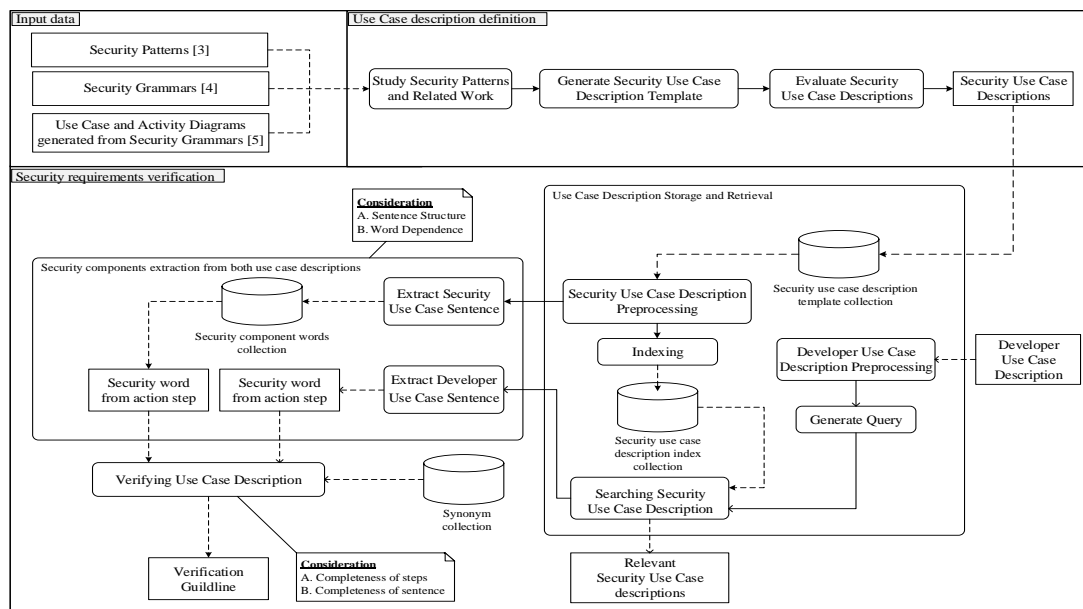 Input data
Use Case description definition
Security Patterns [3]
Security Grammars [4]
Use Case and Activity Diagrams
generated from Security Grammars [5]
Study Security Patterns
and Related Work
Generate Security Use Case
Description Template
Evaluate Security
Use Case Descriptions
Security Use Case
Descriptions
Security requirements verification
Consideration
A. Sentence Structure
B. Word Dependence
Use Case Description Storage and Retrieval
Security components extraction from both use case descriptions
Security use case description
template collection
Extract Security
Use Case Sentence
Security Use Case Description
Preprocessing
Security component words
collection
Indexing
Developer Use Case
Description Preprocessing
Developer
Use Case
Description
Security word
from action step
Security word
from action step
Extract Developer
Use Case Sentence
Generate Query
Security use case
description index
collection
Verifying Use Case Description
Synonym
collection
Searching Security
Use Case Description
Verification
Guildline
Consideration
A. Completeness of steps
B. Completeness of sentence
Relevant
Security Use Case
descriptions